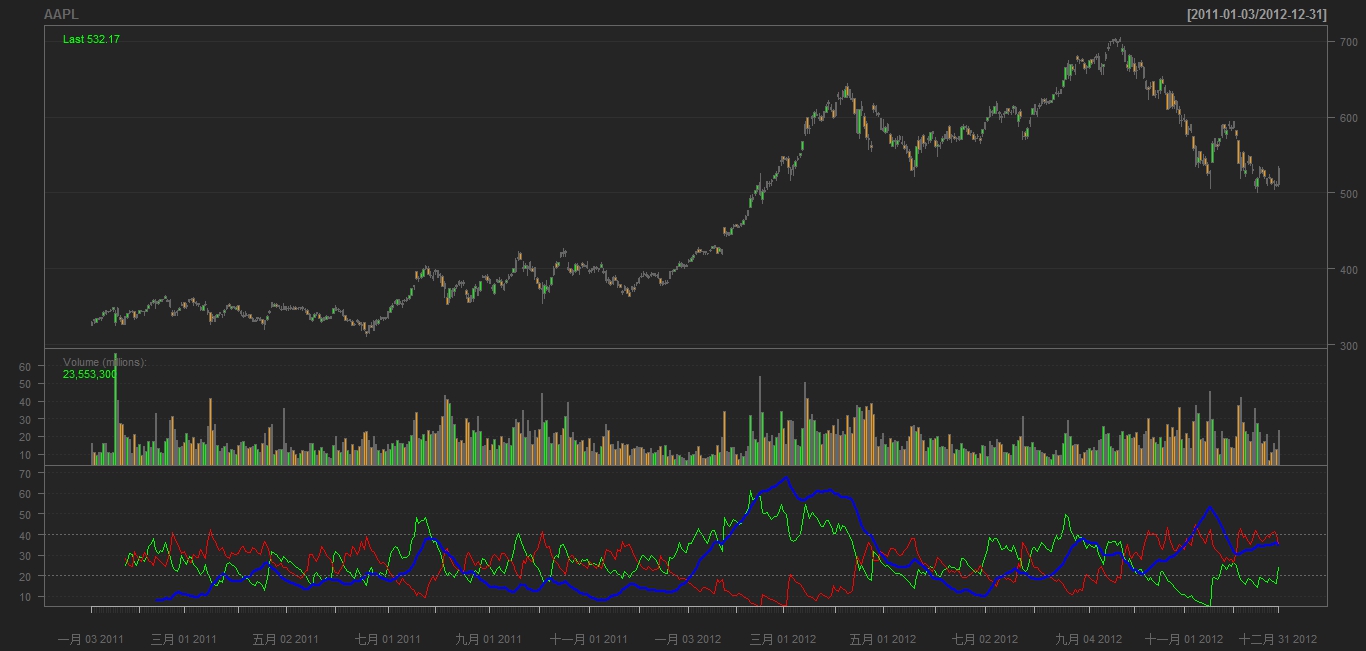 AAPL
[2011-01-03/2012-12-31]
Last 532.17
700
600
500
400
300
Volume (millions):
23,553,300
60
50
40
30
20
10
70
60
50
40
30
20
10
一月 03 2011
三月 01 2011
五月 02 2011
七月 01 2011
九月 01 2011
十一月 01 2011
一月 03 2012
三月 01 2012
五月 01 2012
七月 02 2012
九月 04 2012
十一月 01 2012
十二月 31 2012